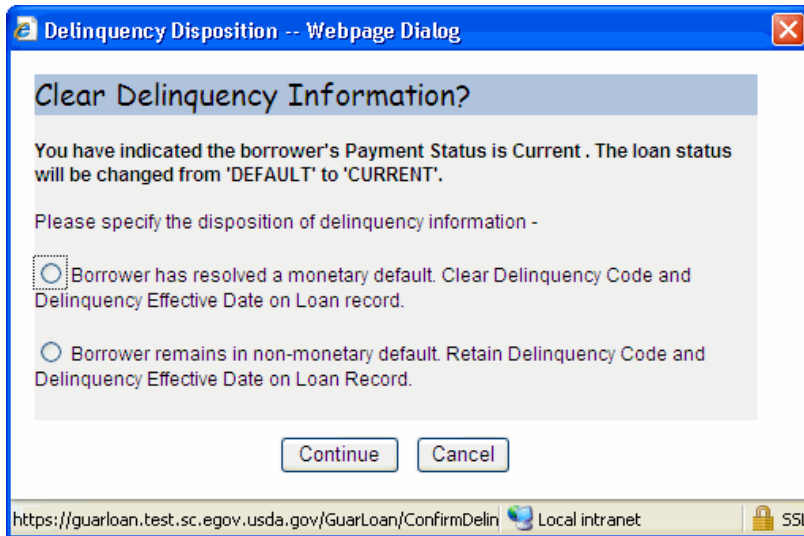 Delinquency Disposition -- Webpage Dialog
Clear Delinquency Information?
You have indicated the borrower's Payment Status is Current . The loan status
will be changed from 'DEFAULT' to 'CURRENT'.
Please specify the disposition of delinquency information -
Borrower has resolved a monetary default. Clear Delinquency Code and
Delinquency Effective Date on Loan record.
Borrower remains in non-monetary default. Retain Delinquency Code and
Delinquency Effective Date on Loan Record.
Continue Cancel
https://guarloan.test.sc.egov.usda.gov/GuarLoan/ConfirmDelin Local intranet SSL